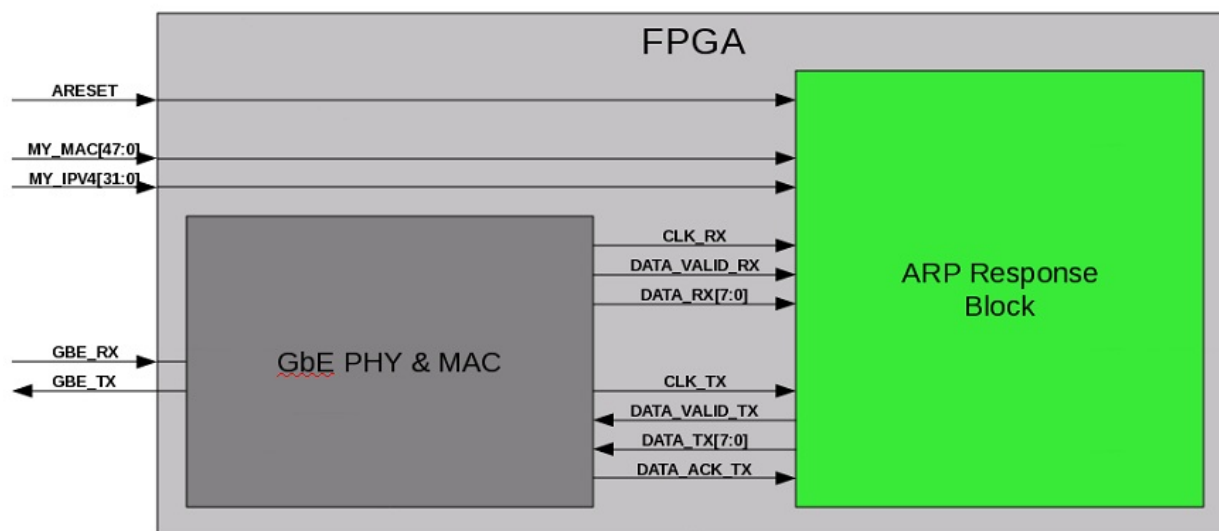 FPGA
ARESET
MY_MAC[47:0]
MY_IPV4[31:0]
CLK_RX
DATA_VALID_RX
DATA_RX[7:0]
ARP Response
Block
GBE_RX
GBE_TX
GbE PHY & MAC
CLK_TX
DATA_VALID_TX
DATA_TX[7:0]
DATA_ACK_TX